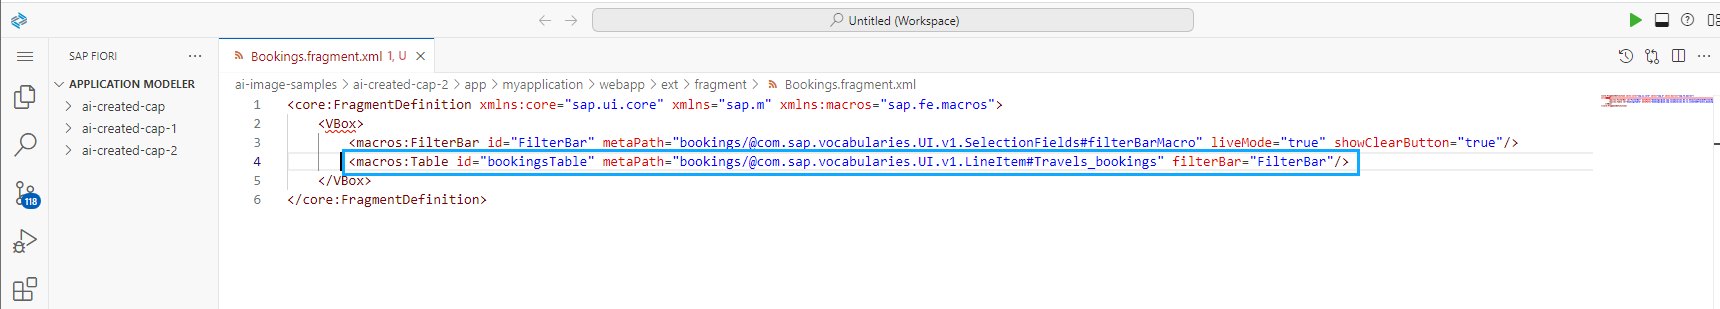 Untitled (Workspace)
SAP FIORI
Bookings.fragment.xml 1, U
APPLICATION MODELER
ai-created-cap
ai-created-cap-1
ai-created-cap-2
118
ai-image-samples > ai-created-cap-2 > app > myapplication > webapp > ext > fragment > Bookings.fragment.xml
1 <core:FragmentDefinition xmlns:core="sap.ui.core" xmlns="sap.m" xmlns:macros="sap.fe.macros">
2 <VBox>
3 <macros:FilterBar id="FilterBar" metaPath="bookings/@com.sap.vocabularies.UI.v1.SelectionFields#filterBarMacro" liveMode="true" showClearButton="true"/>
4 <macros:Table id="bookingsTable" metaPath="bookings/@com.sap.vocabularies.UI.v1.LineItem#Travels_bookings" filterBar="FilterBar"/>
5 </VBox>
6 </core:FragmentDefinition>